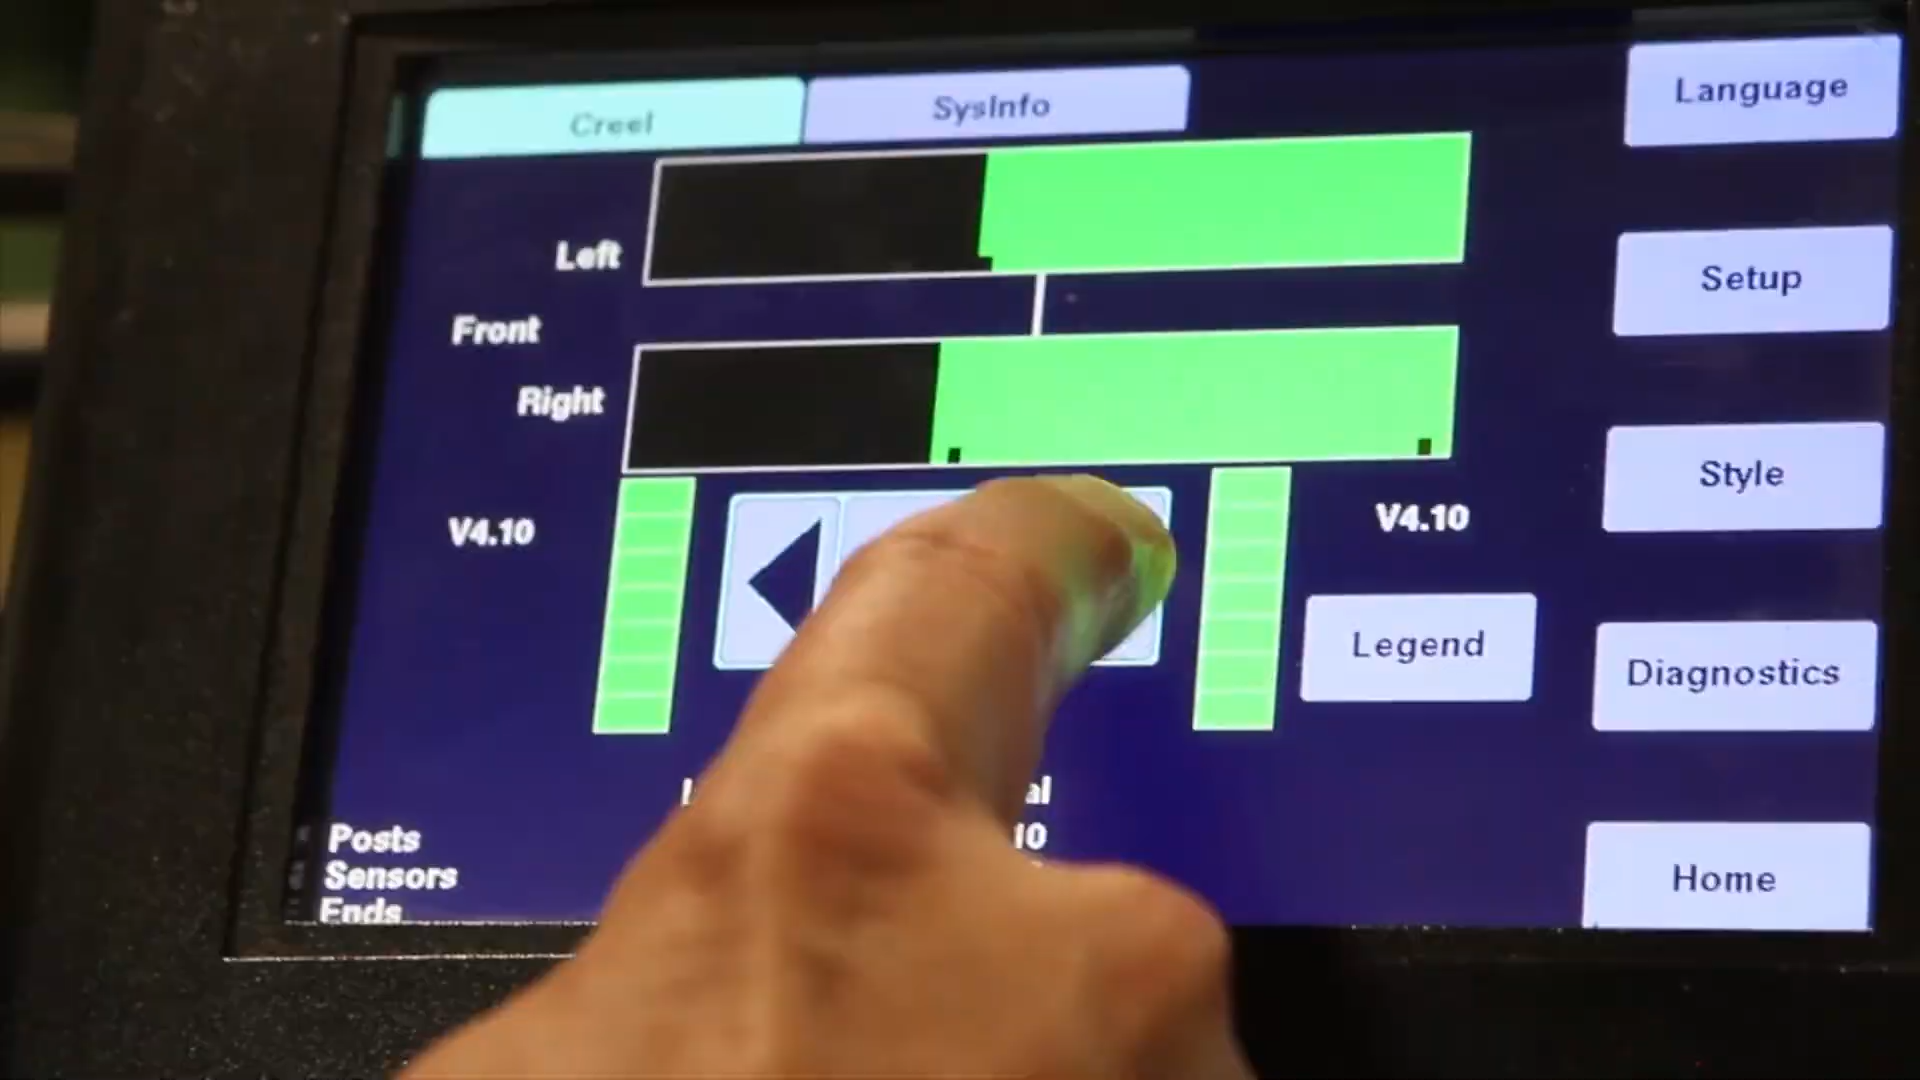 Creel
SysInfo
Language
Left
Setup
Front
Right
Style
V4.10
V4.10
Legend
Diagnostics
Posts
Sensors
Ends
Home